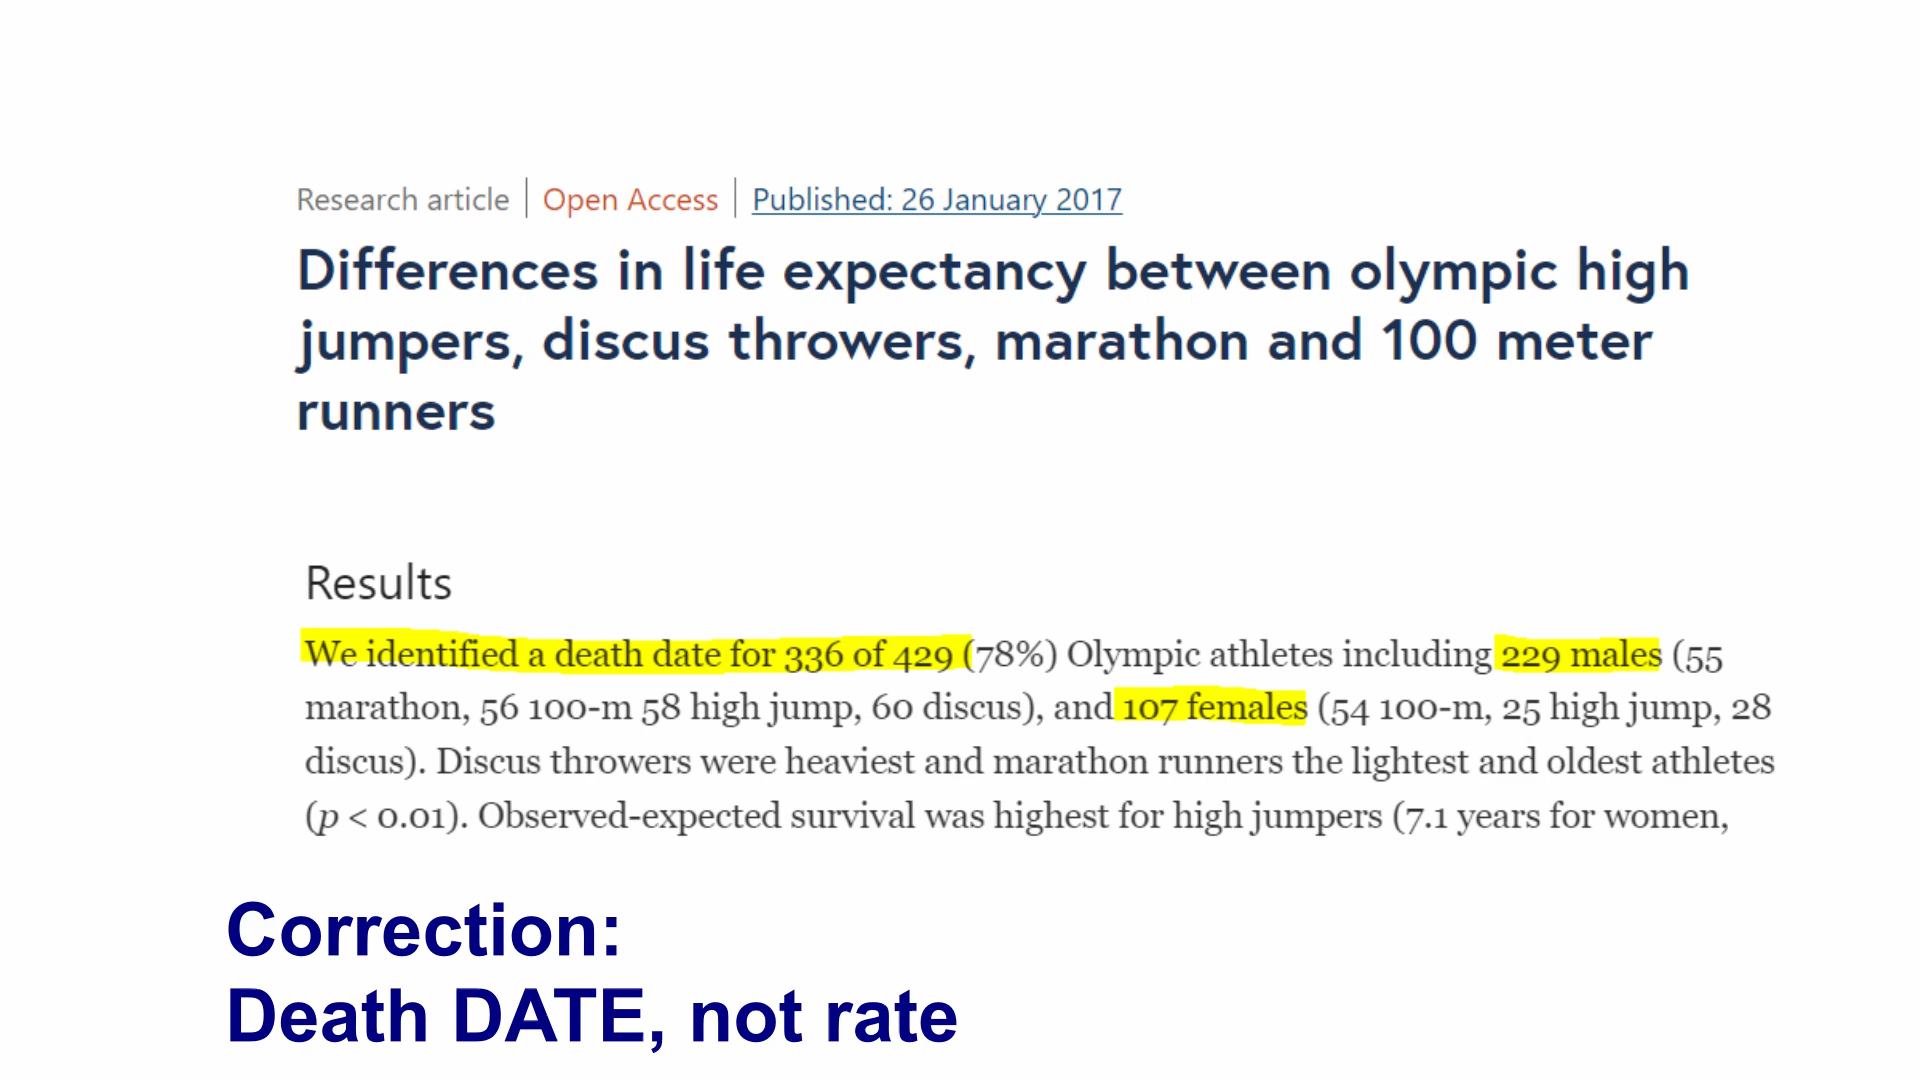 Research article | Open Access | Published: 26 January 2017
Differences in life expectancy between olympic high
jumpers, discus throwers, marathon and 100 meter
runners
Results
We identified a death date for 336 of 429 (78%) Olympic athletes including 229 males (55
marathon, 56 100-m 58 high jump, 60 discus), and 107 females (54 100-m, 25 high jump, 28
discus). Discus throwers were heaviest and marathon runners the lightest and oldest athletes
(p < 0.01). Observed-expected survival was highest for high jumpers (7.1 years for women,
Correction:
Death DATE, not rate